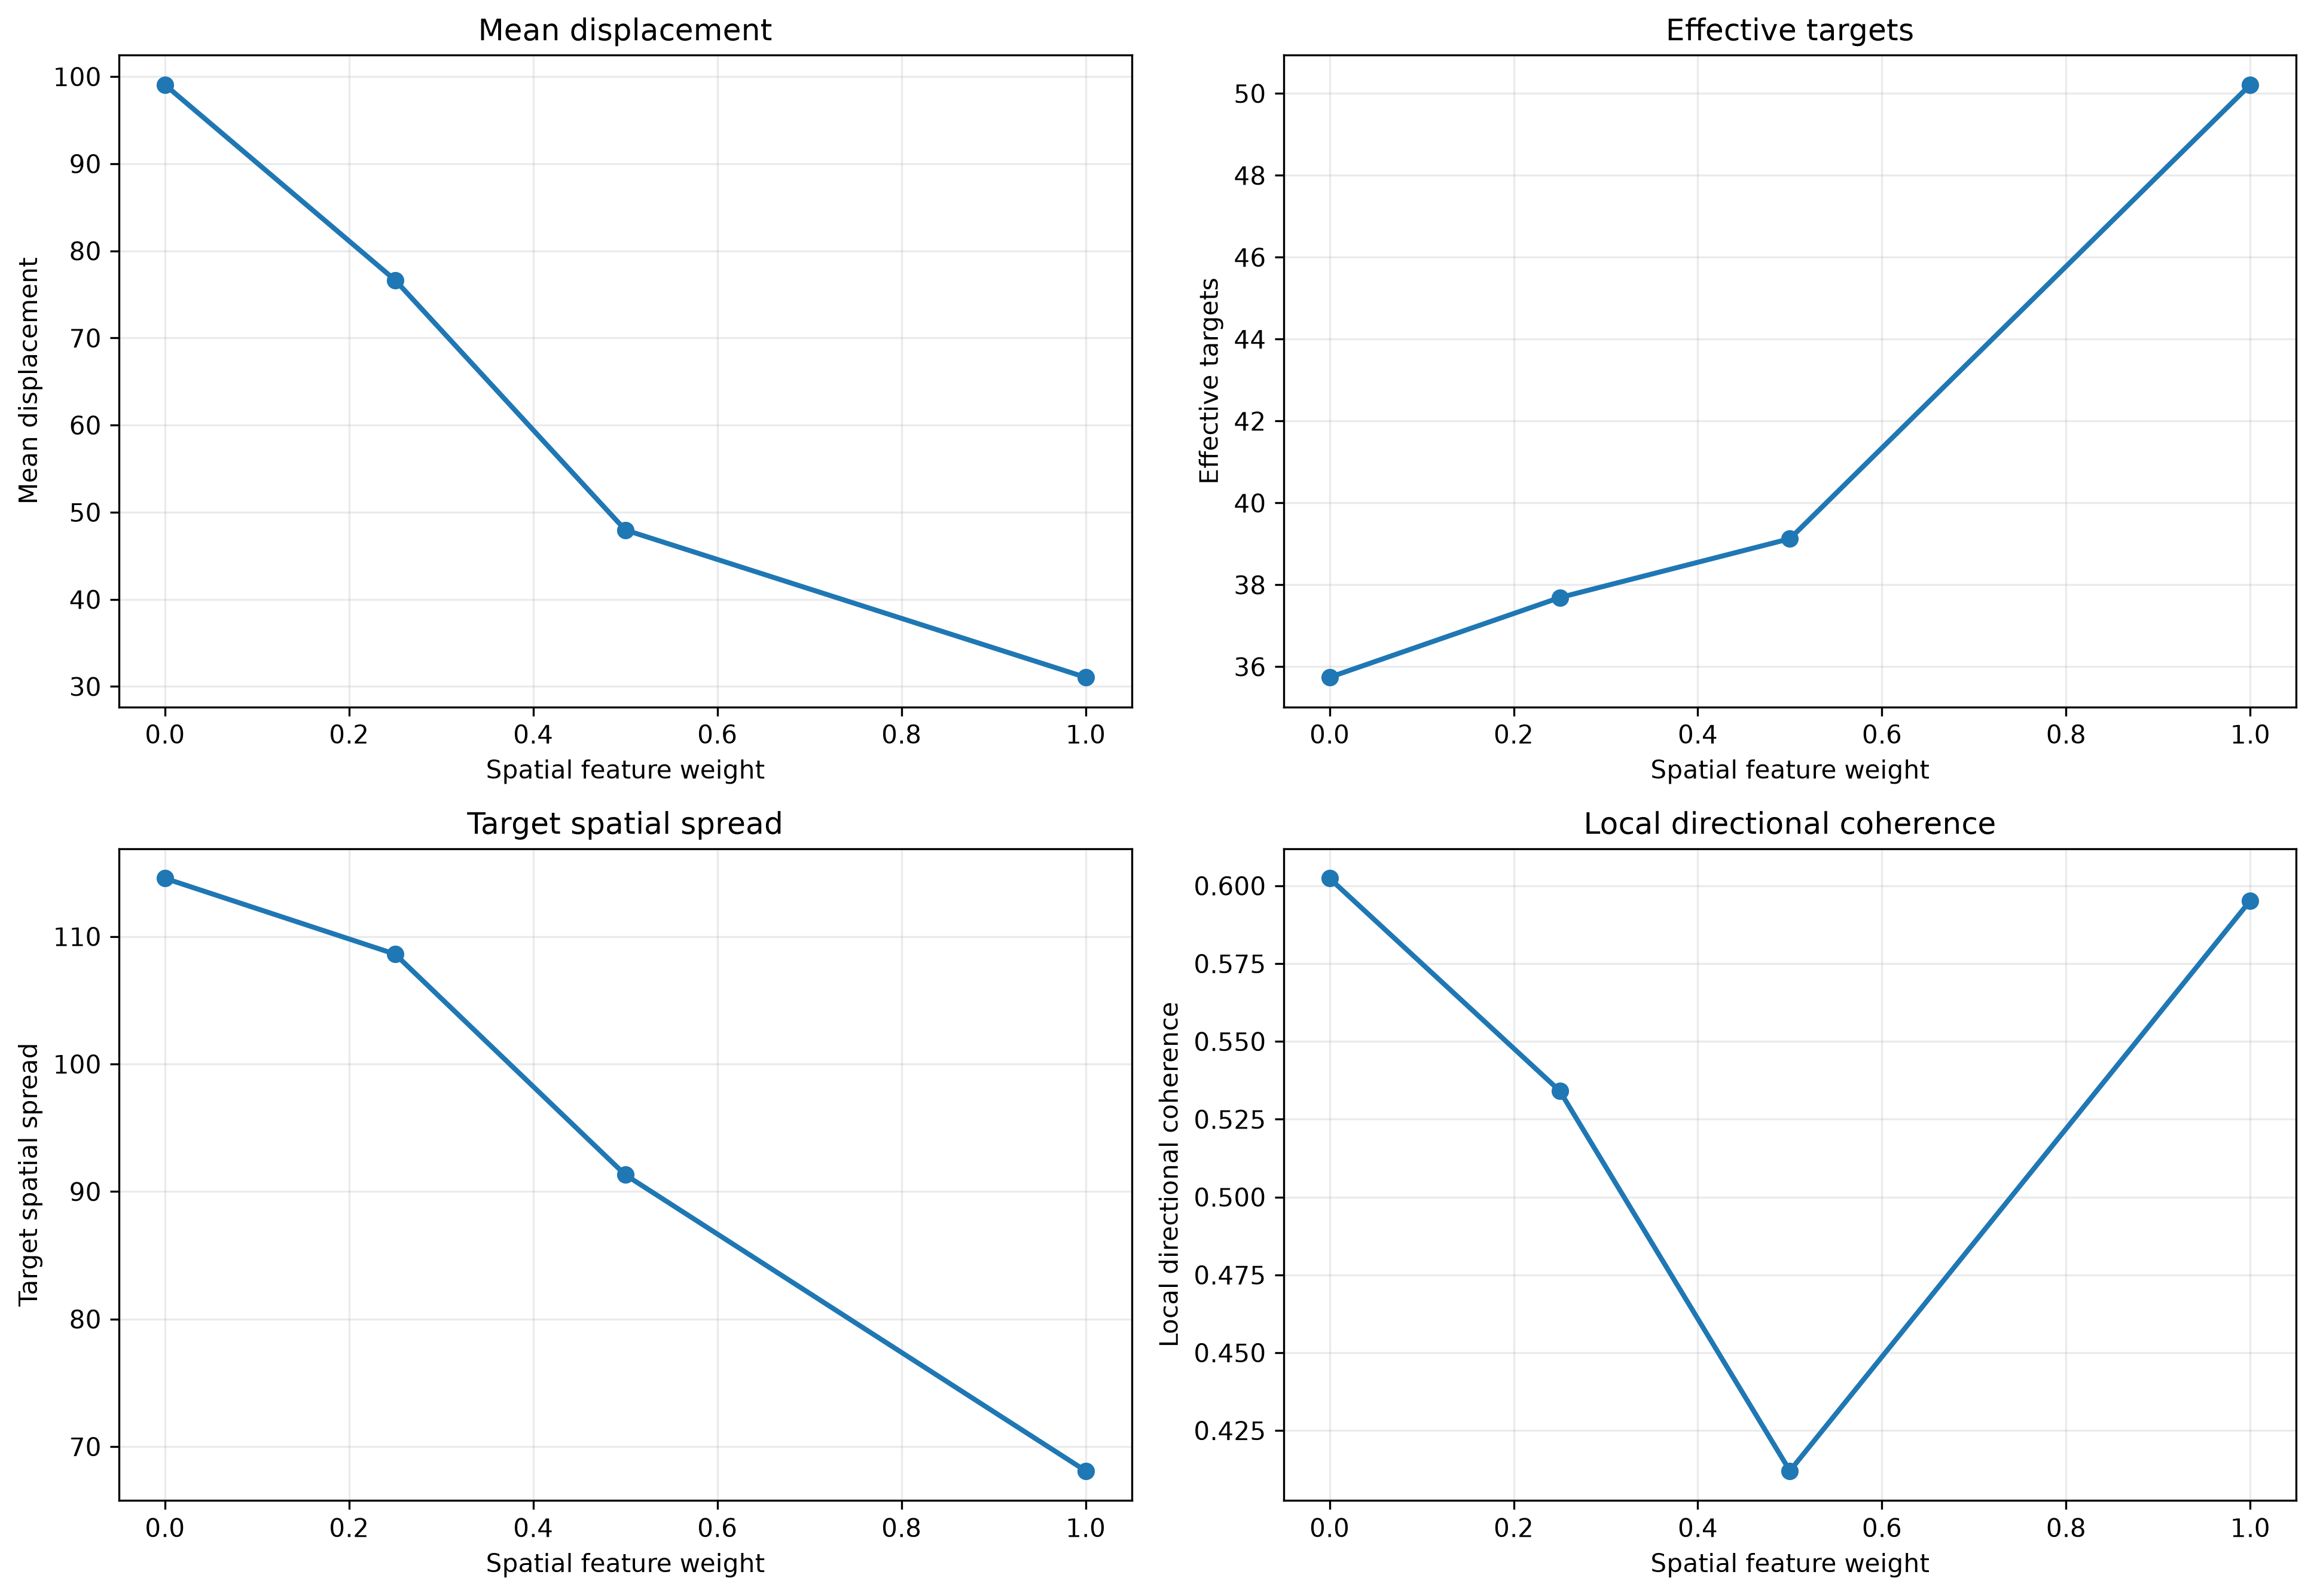 Mean displacement
Mean displacement
100
90
80
70
60
50
40
30
0.0 0.2 0.4 0.6 0.8 1.0
Spatial feature weight
Effective targets
Effective targets
50
48
46
44
42
40
38
36
0.0 0.2 0.4 0.6 0.8 1.0
Spatial feature weight
Target spatial spread
Target spatial spread
110
100
90
80
70
0.0 0.2 0.4 0.6 0.8 1.0
Spatial feature weight
Local directional coherence
Local directional coherence
0.600
0.575
0.550
0.525
0.500
0.475
0.450
0.425
0.0 0.2 0.4 0.6 0.8 1.0
Spatial feature weight